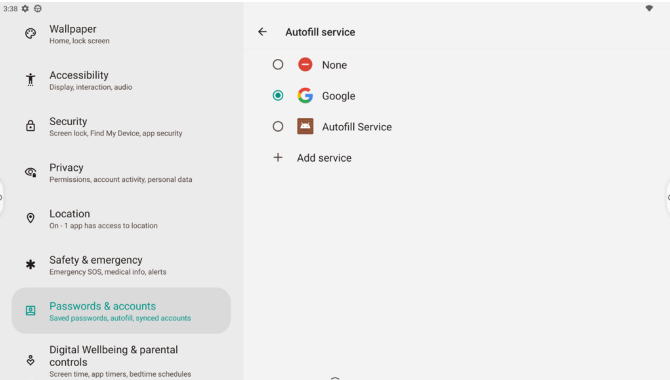 3:38
Wallpaper
Home, lock screen
Accessibility
Display, interaction, audio
Security
Screen lock, Find My Device, app security
Privacy
Permissions, account activity, personal data
Location
On - 1 app has access to location
Safety & emergency
Emergency SOS, medical info, alerts
Passwords & accounts
Saved passwords, autofill, synced accounts
Digital Wellbeing & parental
controls
Screen time, app timers, bedtime schedules
Autofill service
None
Google
Autofill Service
Add service